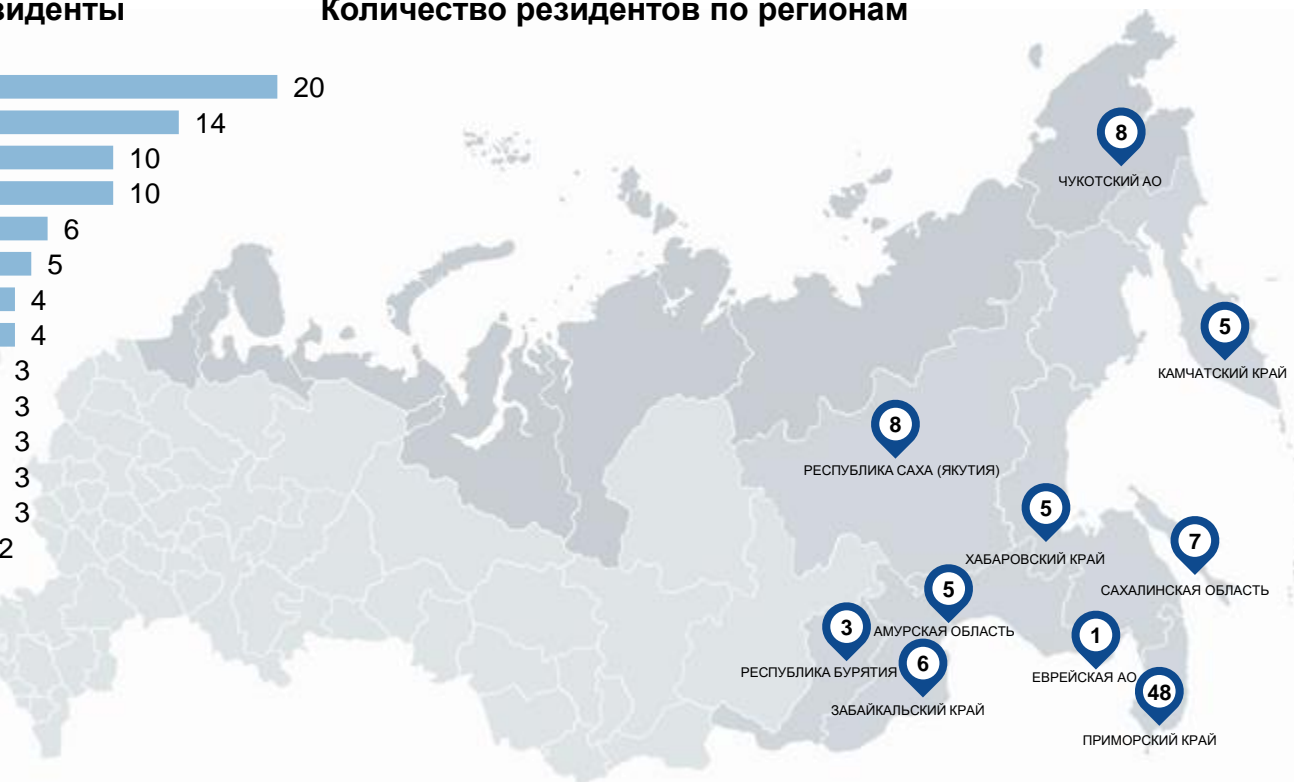 зиденты
Количество резидентов по регионам
20
14
10
10
6
5
4
4
3
3
3
3
3
2
8
ЧУКОТСКИЙ АО
5
КАМЧАТСКИЙ КРАЙ
8
РЕСПУБЛИКА САХА (ЯКУТИЯ)
5
ХАБАРОВСКИЙ КРАЙ
7
САХАЛИНСКАЯ ОБЛАСТЬ
5
АМУРСКАЯ ОБЛАСТЬ
3
РЕСПУБЛИКА БУРЯТИЯ
6
ЗАБАЙКАЛЬСКИЙ КРАЙ
1
ЕВРЕЙСКАЯ АО
48
ПРИМОРСКИЙ КРАЙ